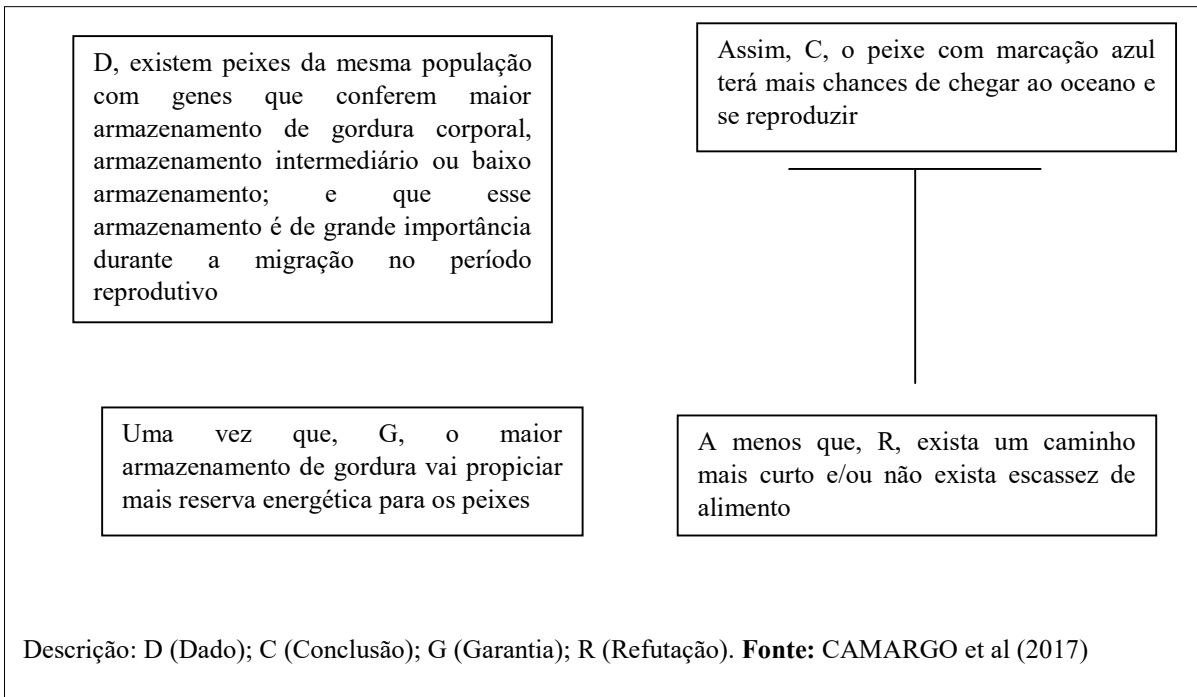 D, existem peixes da mesma população
com genes que conferem maior
armazenamento de gordura corporal,
armazenamento intermediário ou baixo
armazenamento; e que esse
armazenamento é de grande importância
durante a migração no período
reprodutivo
Assim, C, o peixe com marcação azul
terá mais chances de chegar ao oceano e
se reproduzir
Uma vez que, G, o maior
armazenamento de gordura vai propiciar
mais reserva energética para os peixes
A menos que, R, exista um caminho
mais curto e/ou não exista escassez de
alimento
Descrição: D (Dado); C (Conclusão); G (Garantia); R (Refutação). Fonte: CAMARGO et al (2017)